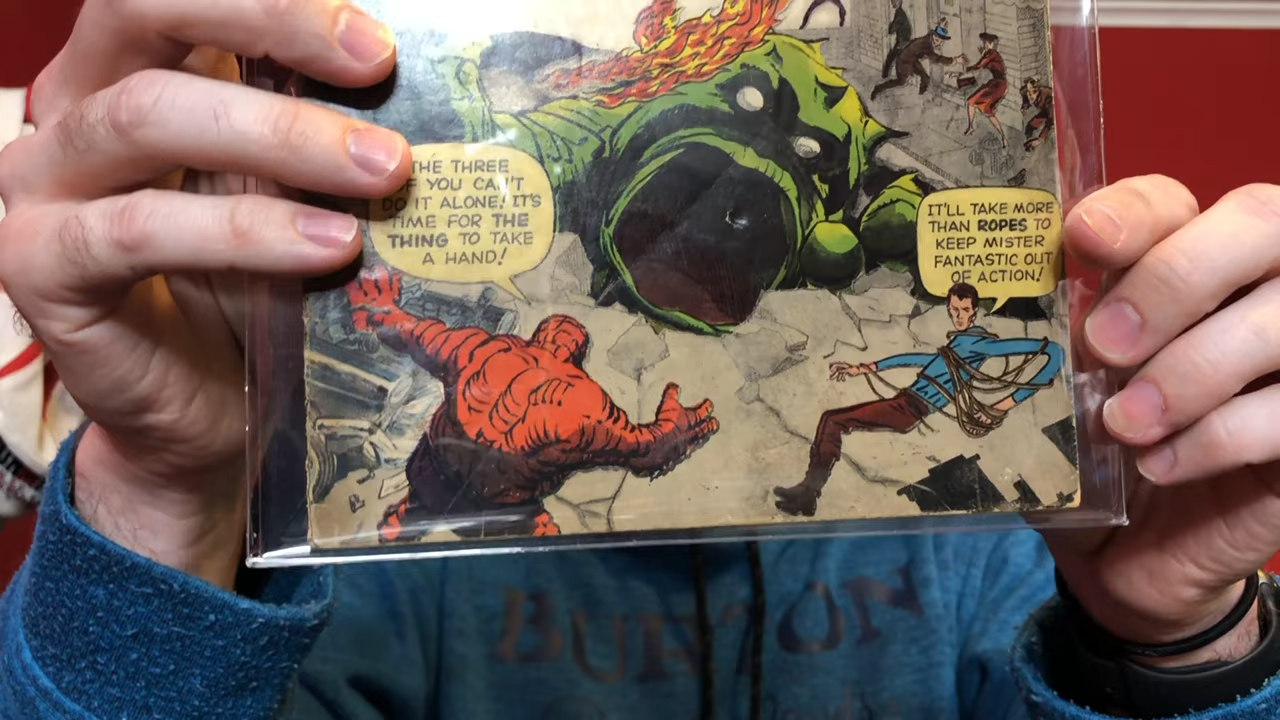 THE THREE
OF YOU CAN'T
DO IT ALONE! IT'S
TIME FOR THE
THING TO TAKE
A HAND!
IT'LL TAKE MORE
THAN ROPES TO
KEEP MISTER
FANTASTIC OUT
OF ACTION!
BURTON